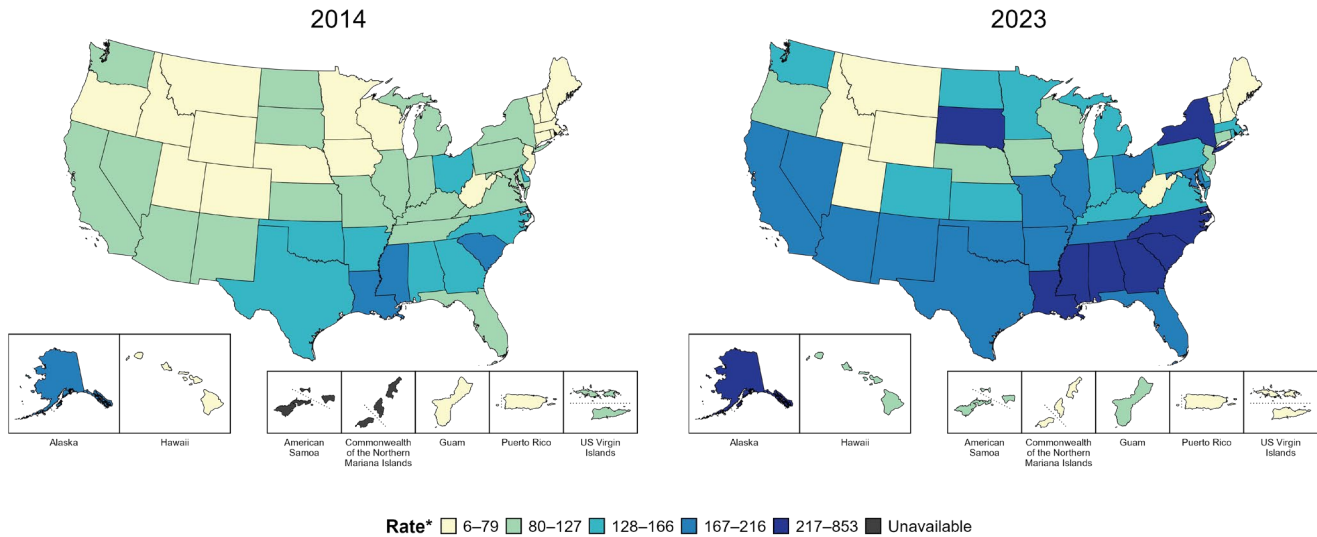 2014
2023
Alaska
Hawaii
American
Samoa
Commonwealth
of the Northern
Mariana Islands
Guam
Puerto Rico
US Virgin
Islands
Alaska
Hawaii
American
Samoa
Commonwealth
of the Northern
Mariana Islands
Guam
Puerto Rico
US Virgin
Islands
Rate* 6–79 80–127 128–166 167–216 217–853 Unavailable